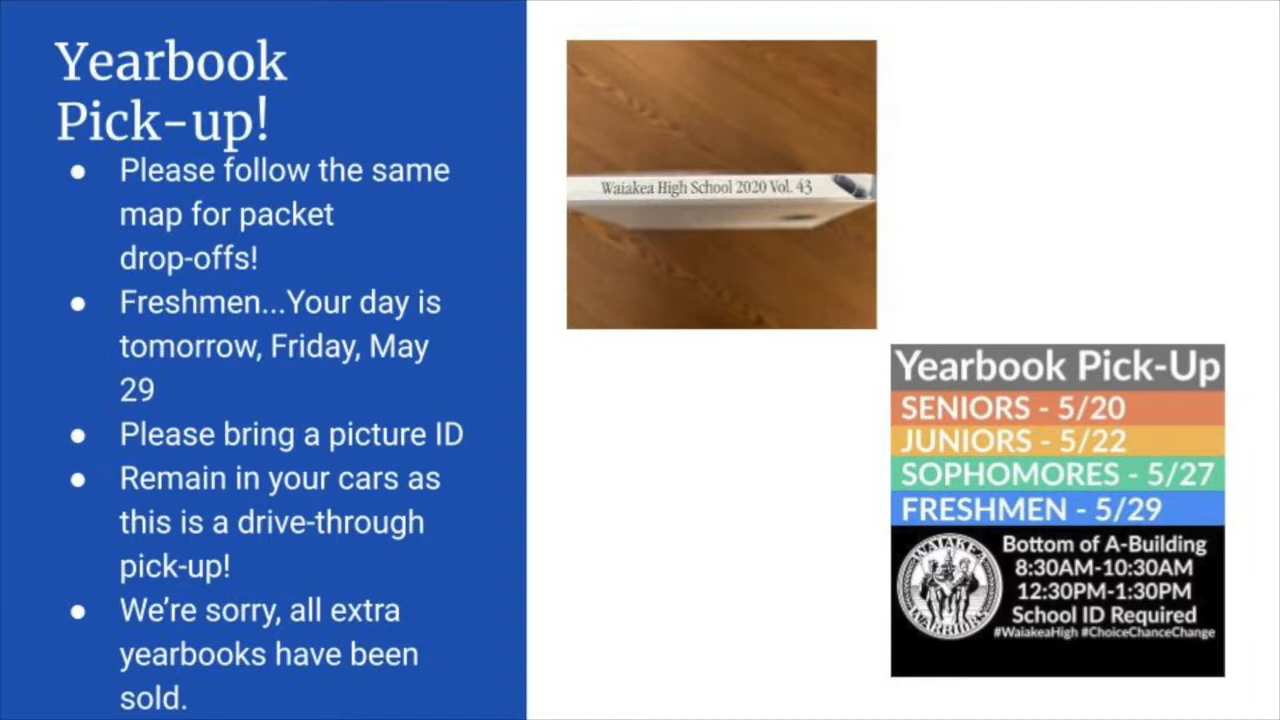 Yearbook
Pick-up!
● Please follow the same
map for packet
drop-offs!
● Freshmen...Your day is
tomorrow, Friday, May
29
● Please bring a picture ID
● Remain in your cars as
this is a drive-through
pick-up!
● We're sorry, all extra
yearbooks have been
sold.
Waiakea High School 2020 Vol. 43
Yearbook Pick-Up
SENIORS - 5/20
JUNIORS - 5/22
SOPHOMORES - 5/27
FRESHMEN - 5/29
WAIAKEA
WARRIORS
Bottom of A-Building
8:30AM-10:30AM
12:30PM-1:30PM
School ID Required
#WaiakeaHigh #ChoiceChanceChange